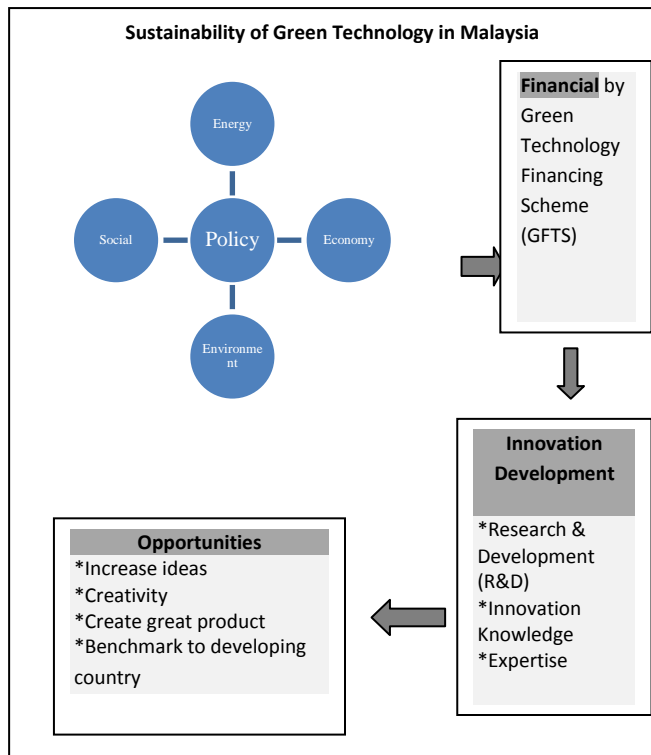 Sustainability of Green Technology in Malaysia
Energy
Social
Policy
Economy
Environme
nt
Financial by
Green
Technology
Financing
Scheme
(GFTS)
Innovation
Development
*Research &
Development
(R&D)
*Innovation
Knowledge
*Expertise
Opportunities
*Increase ideas
*Creativity
*Create great product
*Benchmark to developing
country